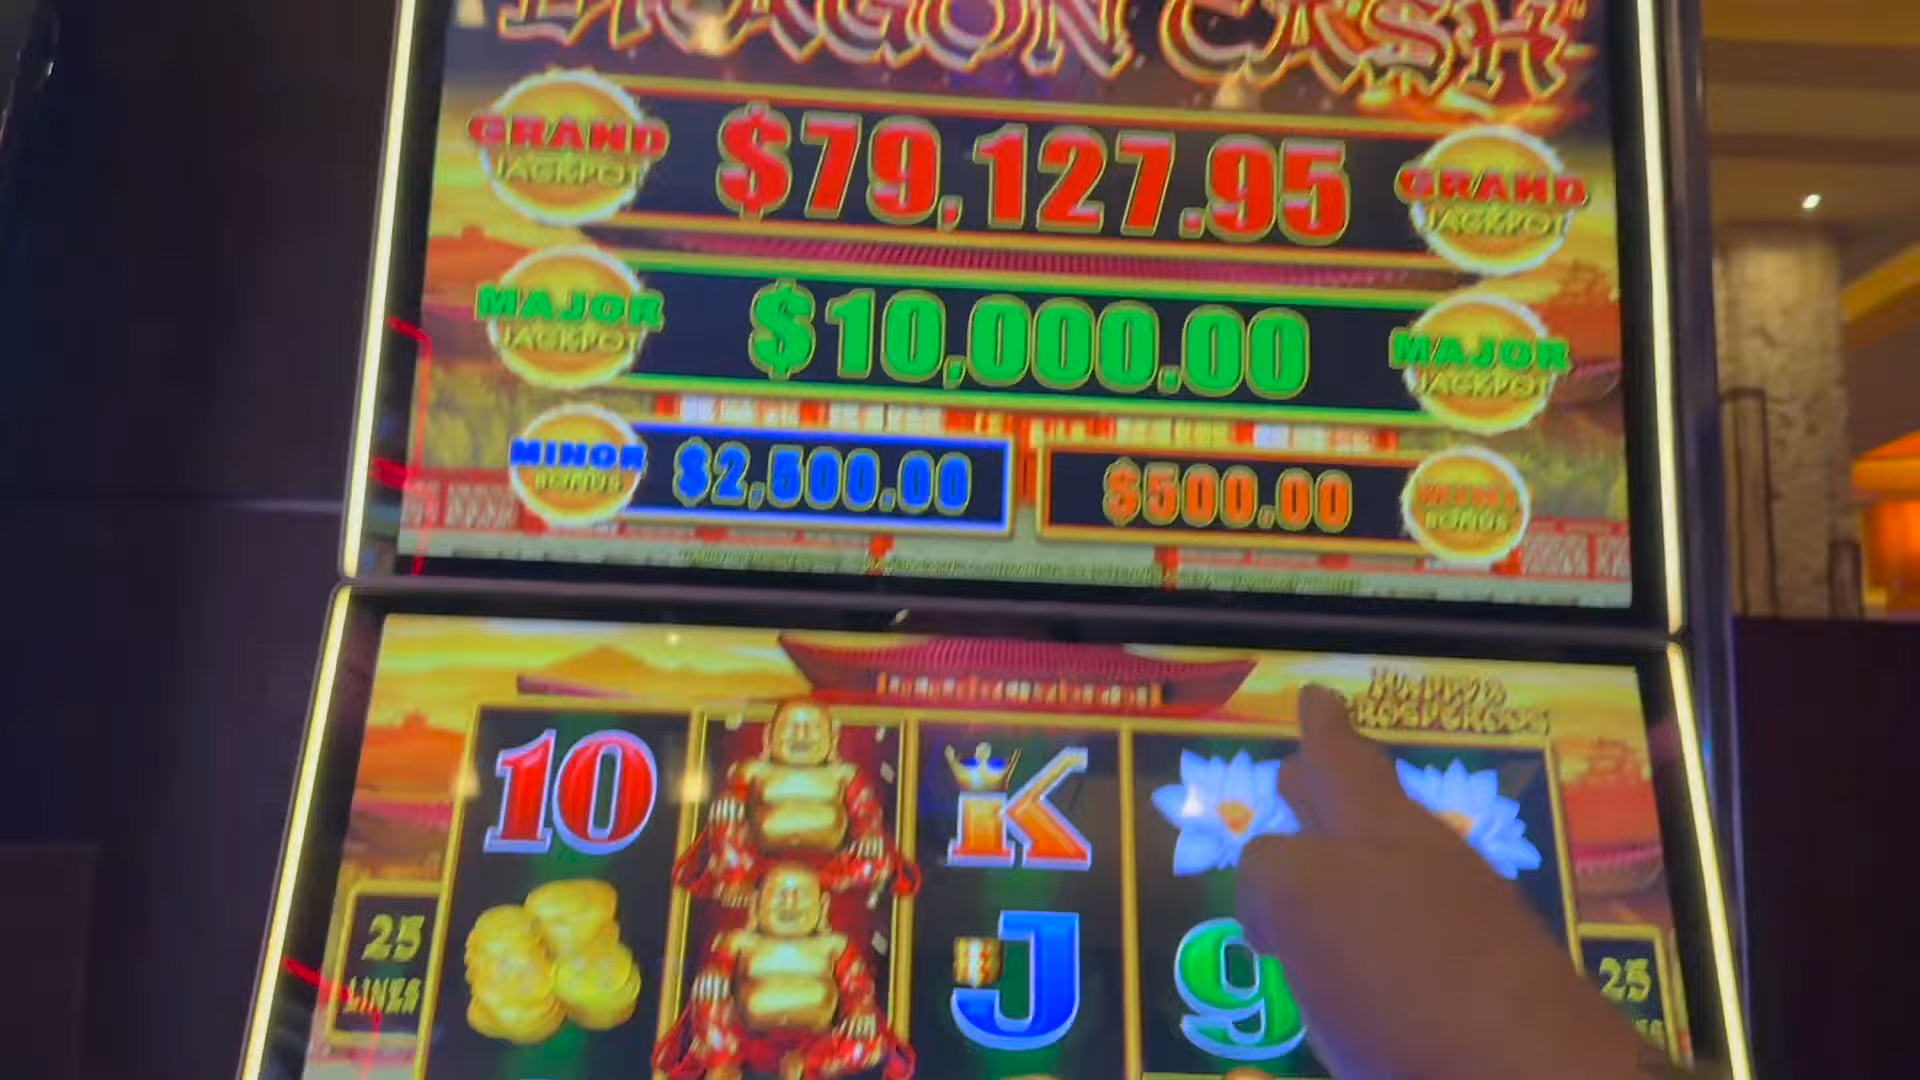 DRAGON CASH
GRAND JACKPOT $79,127.95 GRAND JACKPOT
MAJOR JACKPOT $10,000.00 MAJOR JACKPOT
MINOR BONUS $2,500.00 $500.00 BONUS
10 K
25 LINES J 9 25